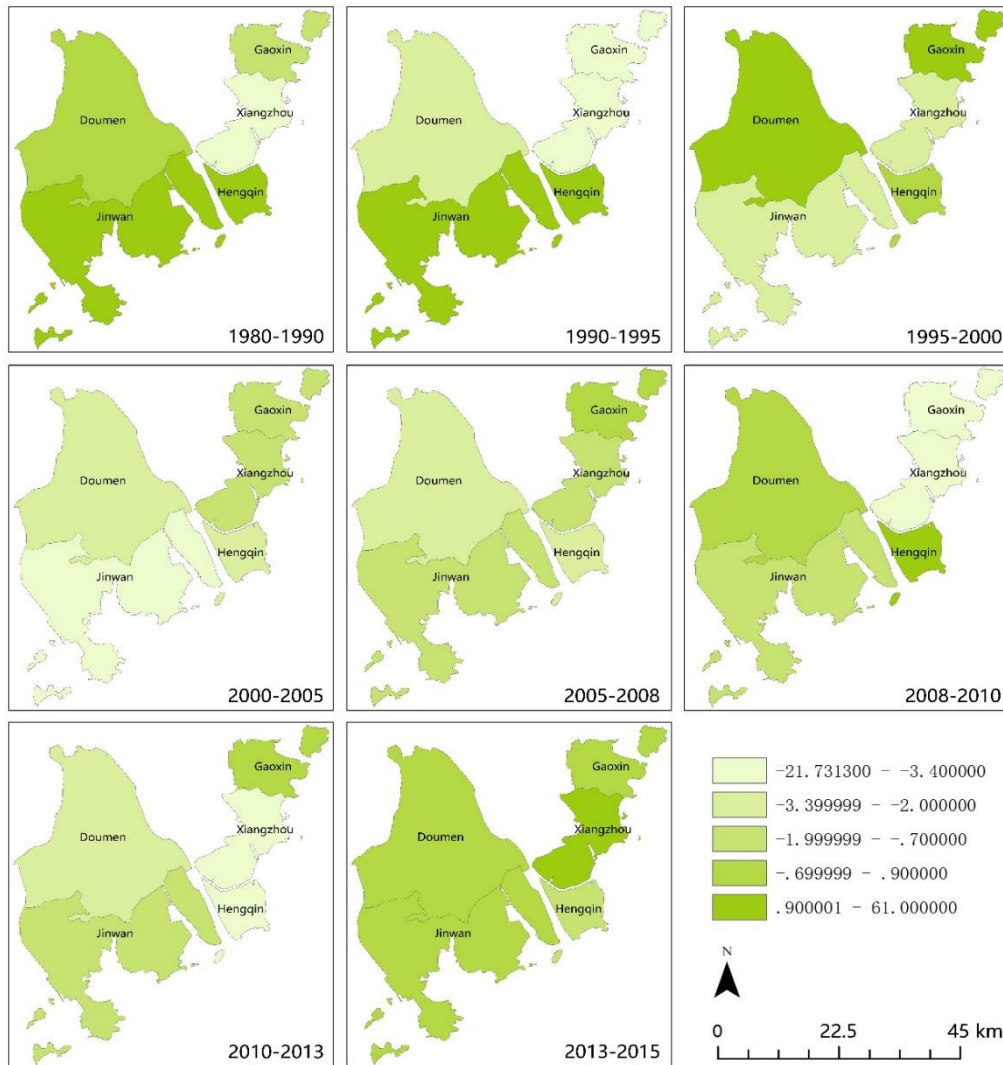 Gaoxin
Xiangzhou
Doumen
Hengqin
Jinwan
1980-1990
Gaoxin
Xiangzhou
Doumen
Hengqin
Jinwan
1990-1995
Gaoxin
Xiangzhou
Doumen
Hengqin
Jinwan
1995-2000
Gaoxin
Xiangzhou
Doumen
Hengqin
Jinwan
2000-2005
Gaoxin
Xiangzhou
Doumen
Hengqin
Jinwan
2005-2008
Gaoxin
Xiangzhou
Doumen
Hengqin
Jinwan
2008-2010
Gaoxin
Xiangzhou
Doumen
Hengqin
Jinwan
2010-2013
Gaoxin
Xiangzhou
Doumen
Hengqin
Jinwan
2013-2015
-21.731300 - -3.400000
-3.399999 - -2.000000
-1.999999 - -.700000
-.699999 - .900000
.900001 - 61.000000
N
0 22.5 45 km